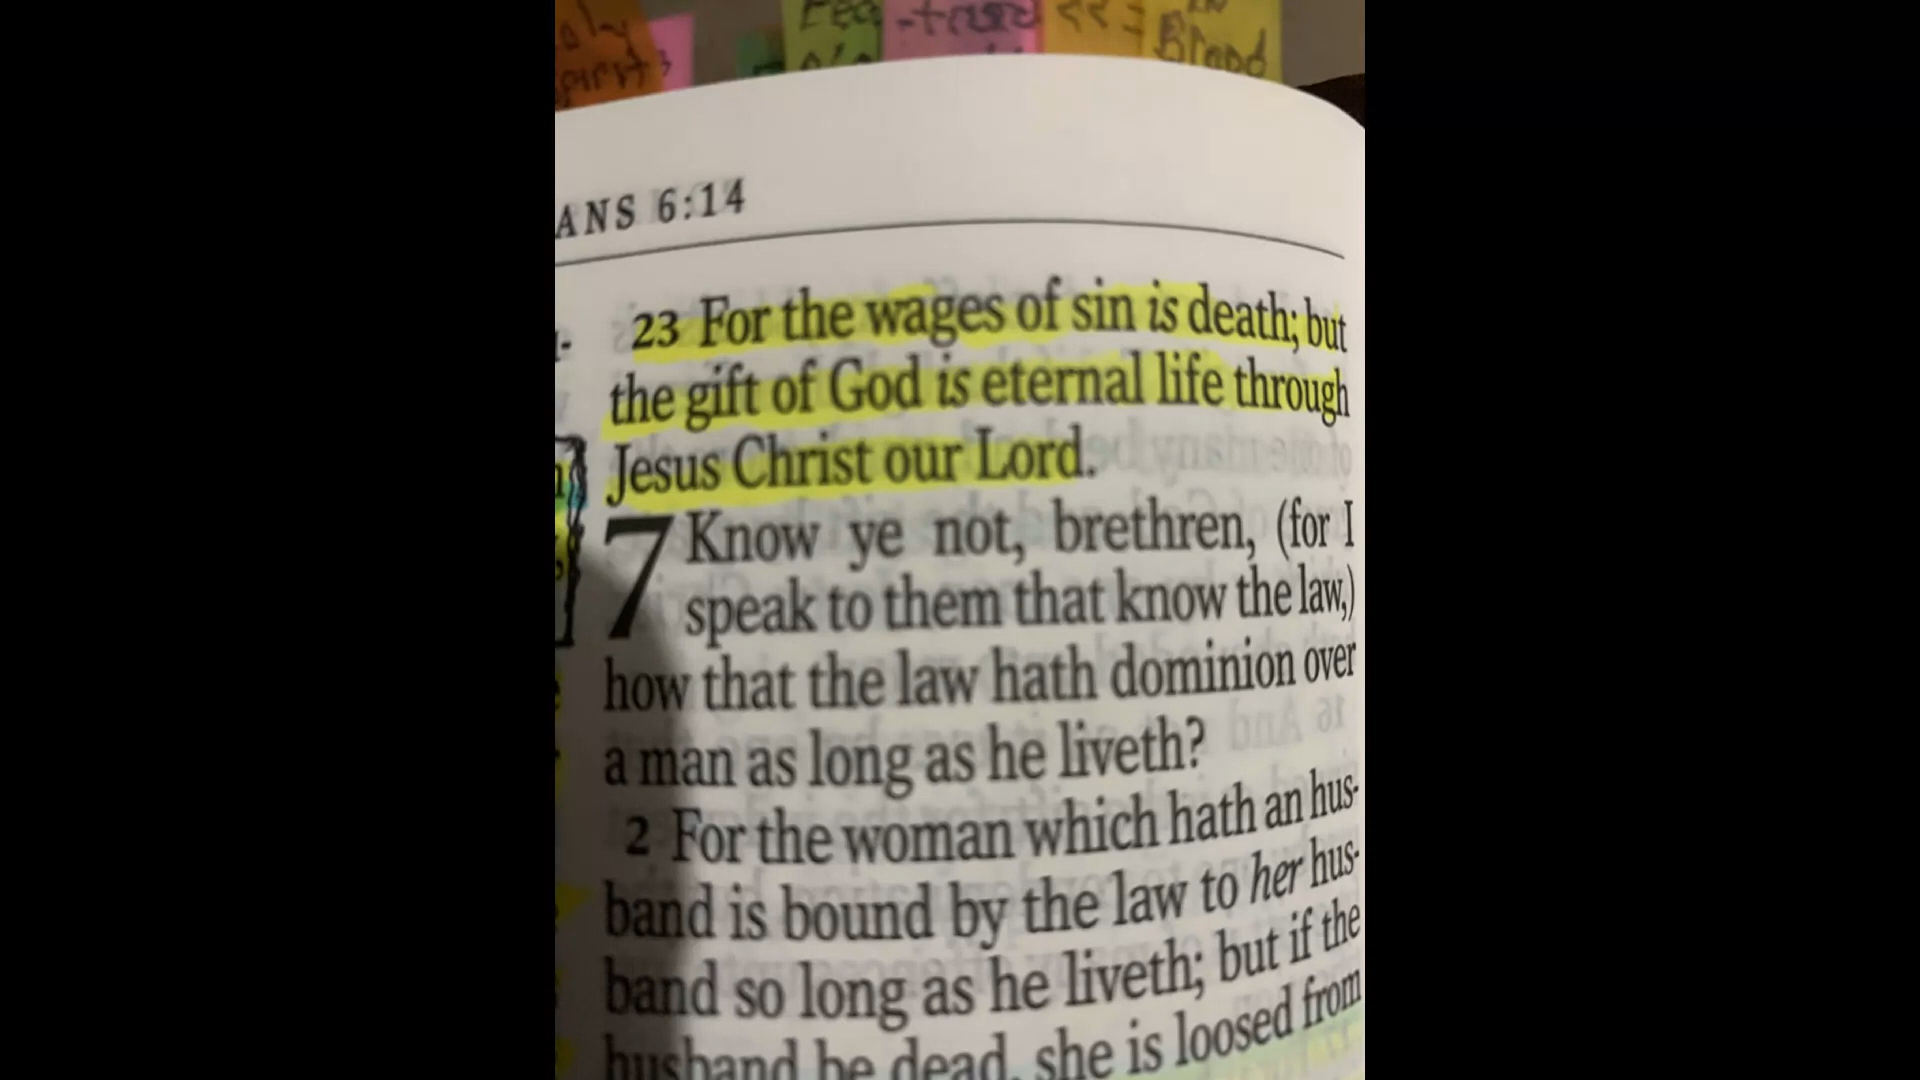 -trust
Blood
ANS 6:14
23 For the wages of sin is death; but
the gift of God is eternal life through
Jesus Christ our Lord.
7 Know ye not, brethren, (for I
speak to them that know the law,)
how that the law hath dominion over
a man as long as he liveth?
2 For the woman which hath an hus-
band is bound by the law to her hus-
band so long as he liveth; but if the
husband be dead, she is loosed from